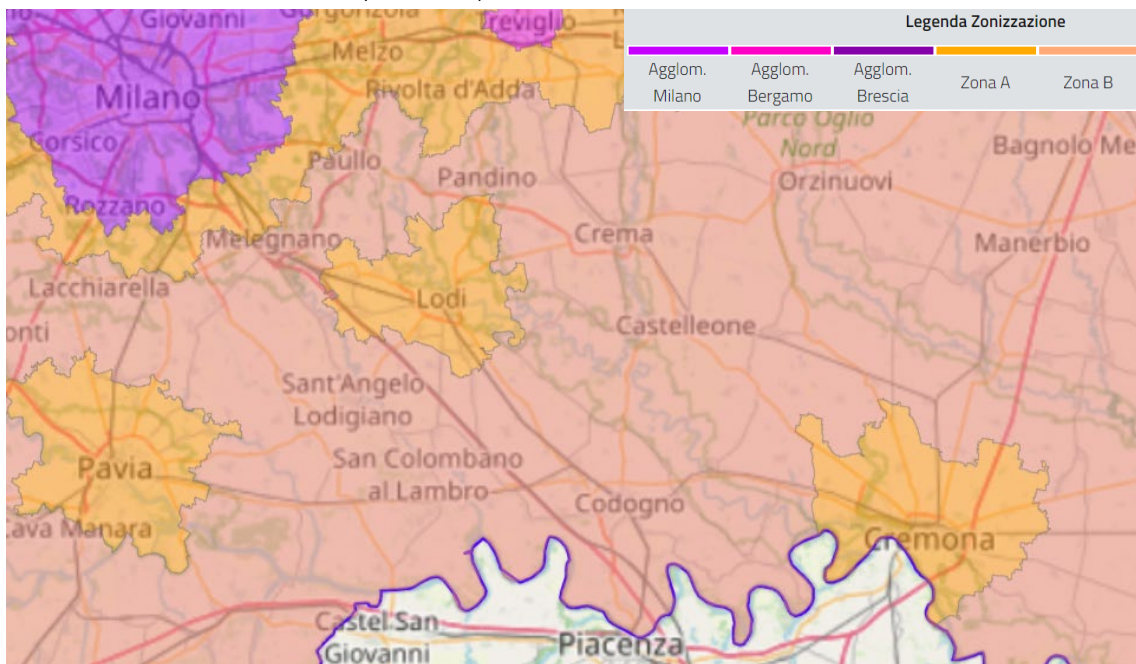 Giovanni
Gorgonzola
Treviglio
Legenda Zonizzazione
Agglom.
Milano
Agglom.
Bergamo
Agglom.
Brescia
Zona A
Zona B
Melzo
Rivolta d'Adda
Milano
Corsico
Paullo
Parco Oglio
Nord
Bagnolo Me
Pandino
Orzinuovi
Rozzano
Melegnano
Crema
Manerbio
Lacchiarella
Lodi
onti
Castelleone
Sant'Angelo
Lodigiano
Pavia
San Colombano
al Lambro
Codogno
Cava Manara
Cremona
Castel San
Giovanni
Piacenza